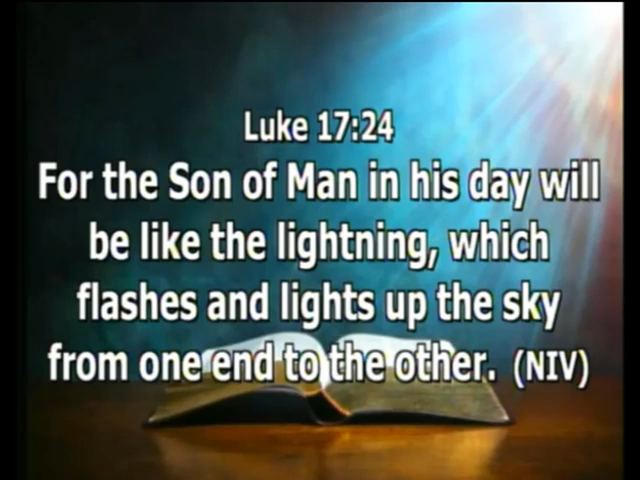 Luke 17:24
For the Son of Man in his day will
be like the lightning, which
flashes and lights up the sky
from one end to the other. (NIV)